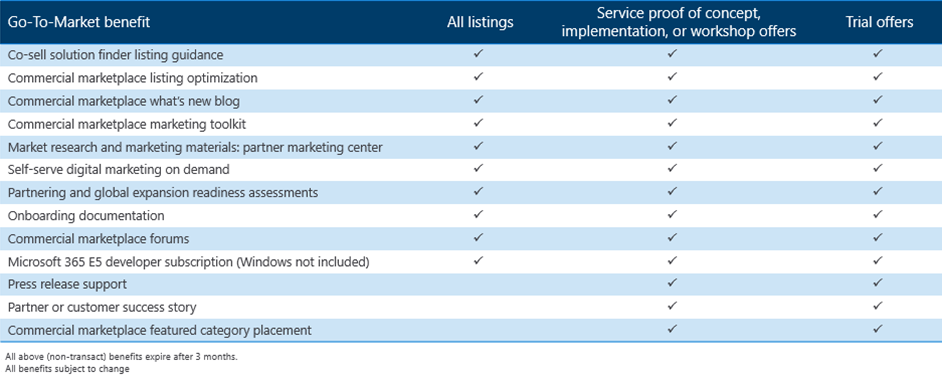 Go-To-Market benefit All listings Service proof of concept, implementation, or workshop offers Trial offers
Co-sell solution finder listing guidance ✓ ✓ ✓
Commercial marketplace listing optimization ✓ ✓ ✓
Commercial marketplace what's new blog ✓ ✓ ✓
Commercial marketplace marketing toolkit ✓ ✓ ✓
Market research and marketing materials: partner marketing center ✓ ✓ ✓
Self-serve digital marketing on demand ✓ ✓ ✓
Partnering and global expansion readiness assessments ✓ ✓ ✓
Onboarding documentation ✓ ✓ ✓
Commercial marketplace forums ✓ ✓ ✓
Microsoft 365 E5 developer subscription (Windows not included) ✓ ✓ ✓
Press release support ✓ ✓
Partner or customer success story ✓ ✓
Commercial marketplace featured category placement ✓ ✓
All above (non-transact) benefits expire after 3 months.
All benefits subject to change